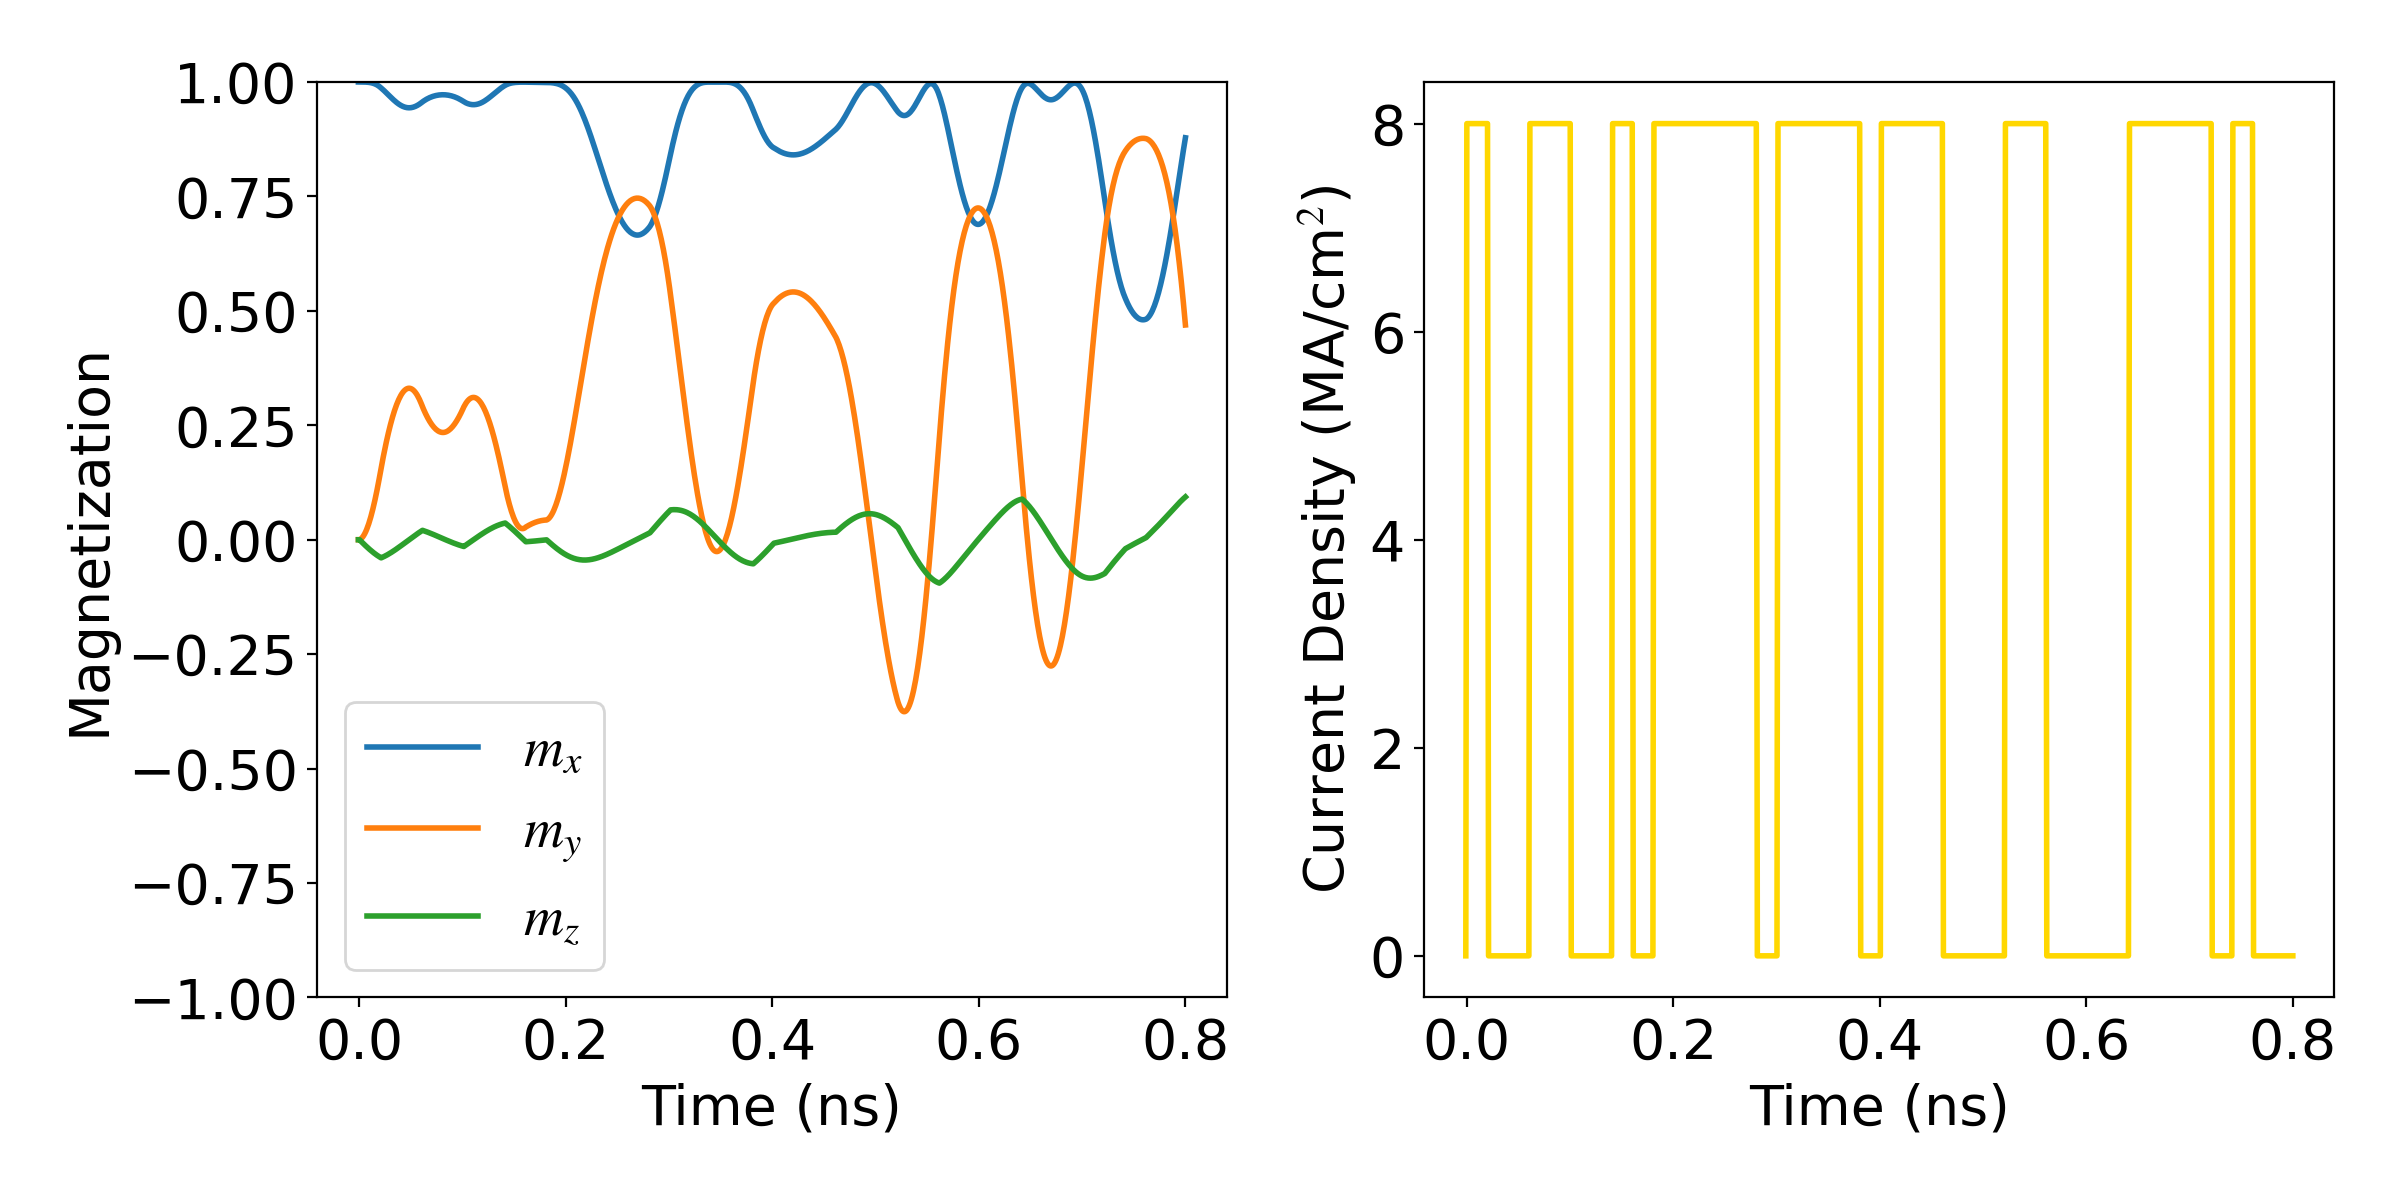 Magnetization
1.00
0.75
0.50
0.25
0.00
−0.25
−0.50
−0.75
−1.00
m_x
m_y
m_z
0.0 0.2 0.4 0.6 0.8
Time (ns)
Current Density (MA/cm²)
8
6
4
2
0
0.0 0.2 0.4 0.6 0.8
Time (ns)